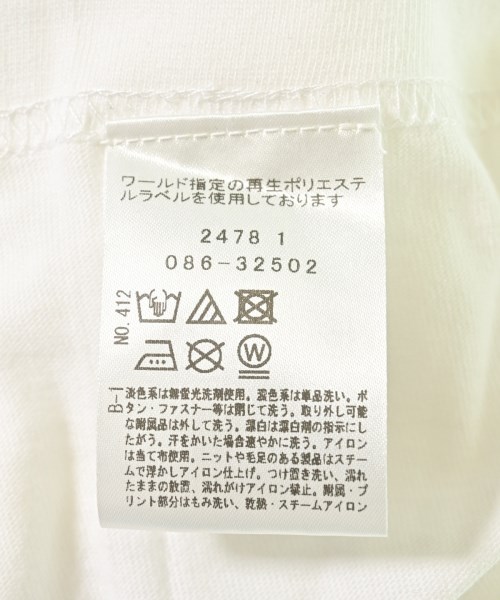 ワールド指定の再生ポリエステ
ルラベルを使用しております
2478 1
086-32502
NO. 412
W
B-1
淡色系は無蛍光洗剤使用。濃色系は単品洗い。ボ
タン・ファスナー等は閉じて洗う。取り外し可能
な附属品は外して洗う。漂白は漂白剤の指示にし
たがう。汗をかいた場合速やかに洗う。アイロン
は当て布使用。ニットや毛足のある製品はスチー
ムで浮かしアイロン仕上げ。つけ置き洗い、濡れ
たままの放置、濡れがけアイロン禁止。附属・プ
リント部分はもみ洗い、乾燥・スチームアイロン